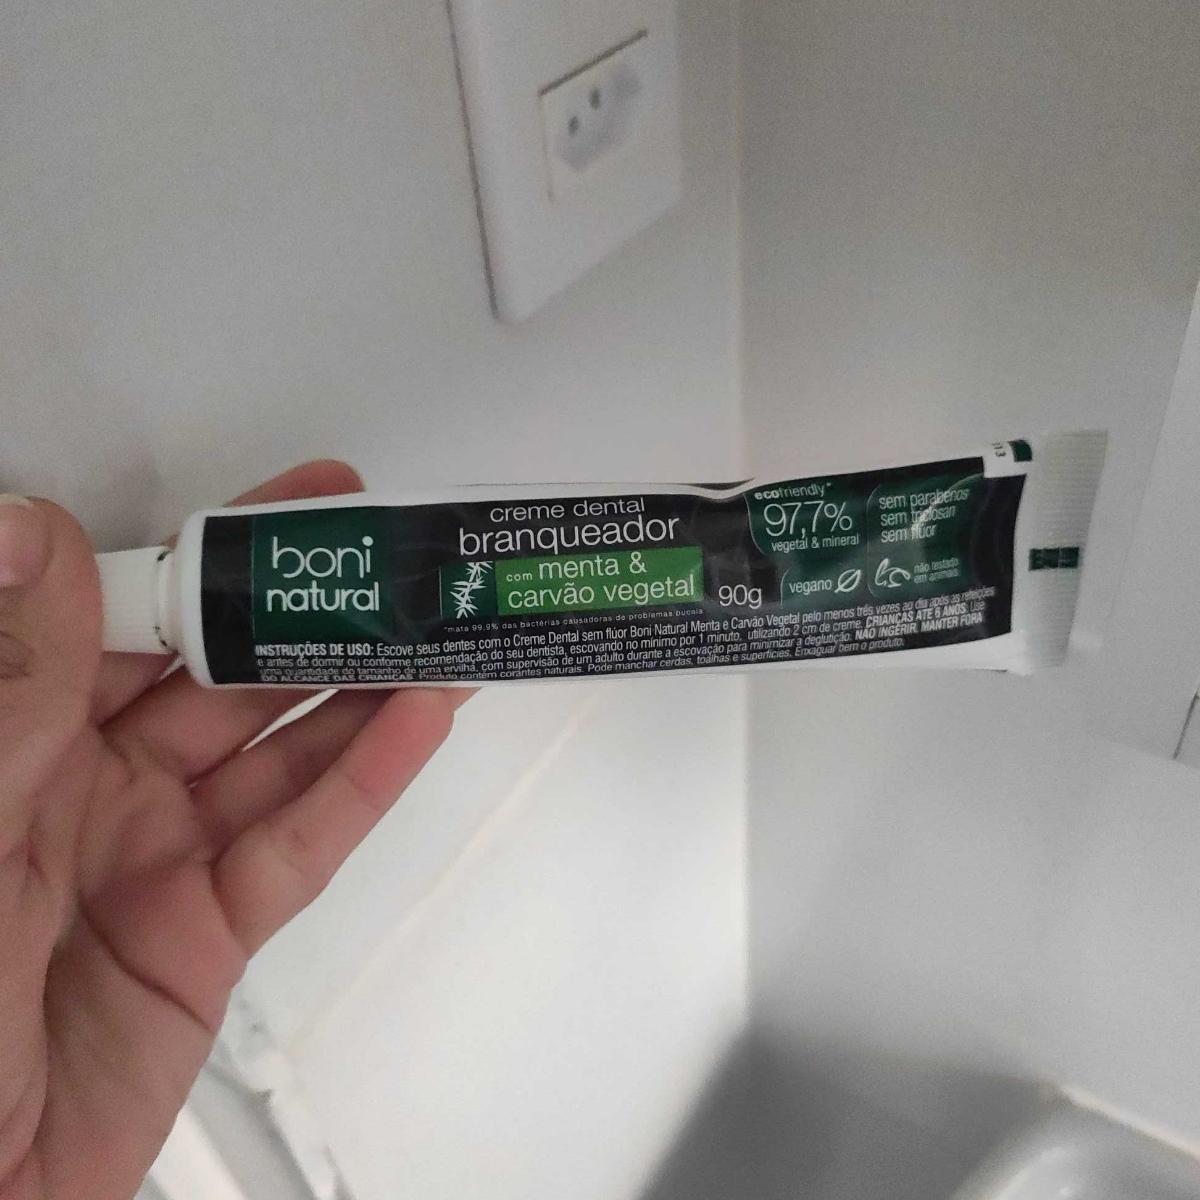 boni
natural
creme dental
branqueador
com menta &
carvão vegetal
90g
*mata 99,9% das bactérias causadoras de problemas bucais
ecofriendly*
97,7%
vegetal & mineral
sem parabenos
sem triclosan
sem flúor
vegano
não testado
em animais
INSTRUÇÕES DE USO: Escove seus dentes com o Creme Dental sem flúor Boni Natural Menta e Carvão Vegetal pelo menos três vezes ao dia após as refeições
e antes de dormir ou conforme recomendação do seu dentista, escovando no mínimo por 1 minuto, utilizando 2 cm de creme. CRIANÇAS ATÉ 6 ANOS: Use
uma quantidade do tamanho de uma ervilha, com supervisão de um adulto durante a escovação para minimizar a deglutição. NÃO INGERIR. MANTER FORA
DO ALCANCE DAS CRIANÇAS. Produto contém corantes naturais. Pode manchar cerdas, toalhas e superfícies. Enxaguar bem o produto.